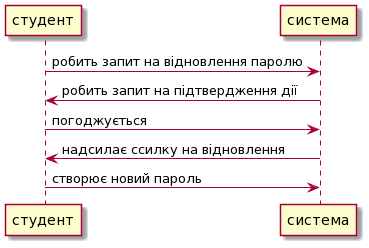 студент система
робить запит на відновлення паролю
робить запит на підтвердження дії
погоджується
надсилає ссилку на відновлення
створює новий пароль
студент система